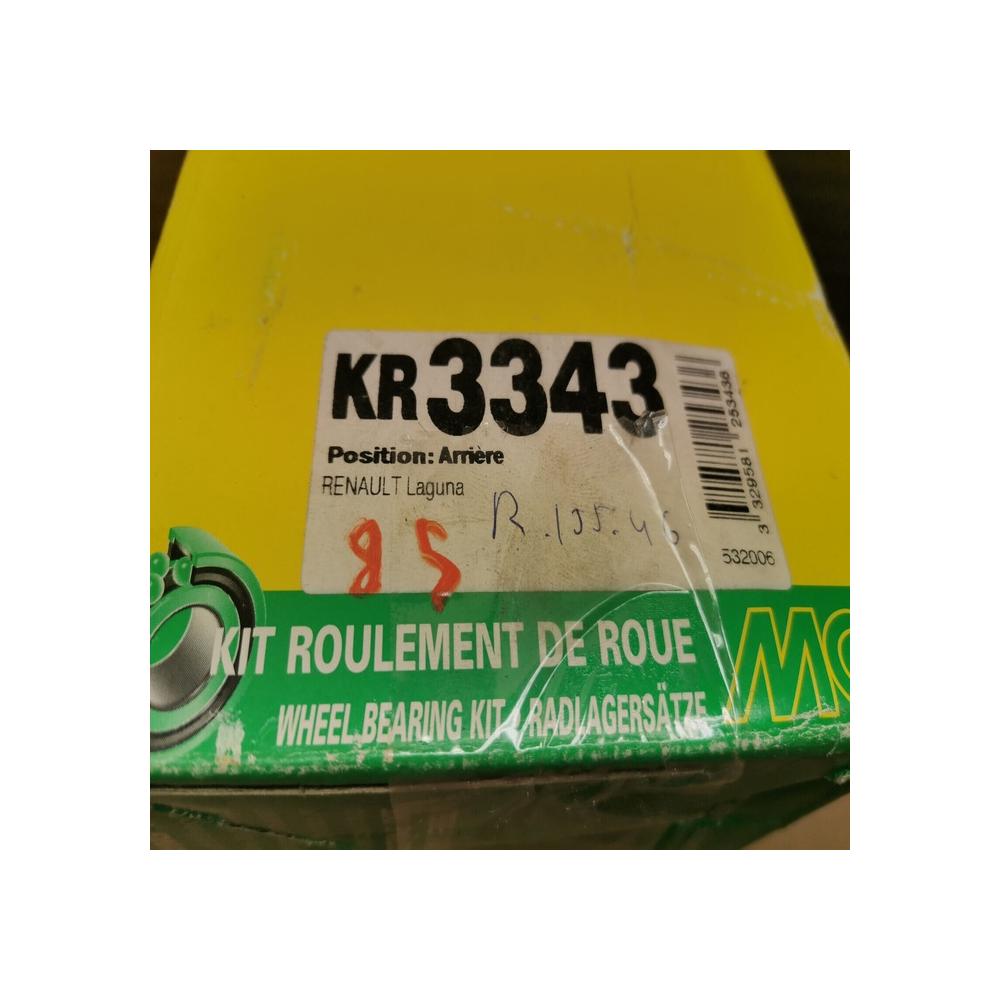 KR3343
Position: Arrière
RENAULT Laguna
85
R.155.46
3 329581 253438
532006
KIT ROULEMENT DE ROUE
WHEEL BEARING KIT / RADLAGERSÄTZE
MO